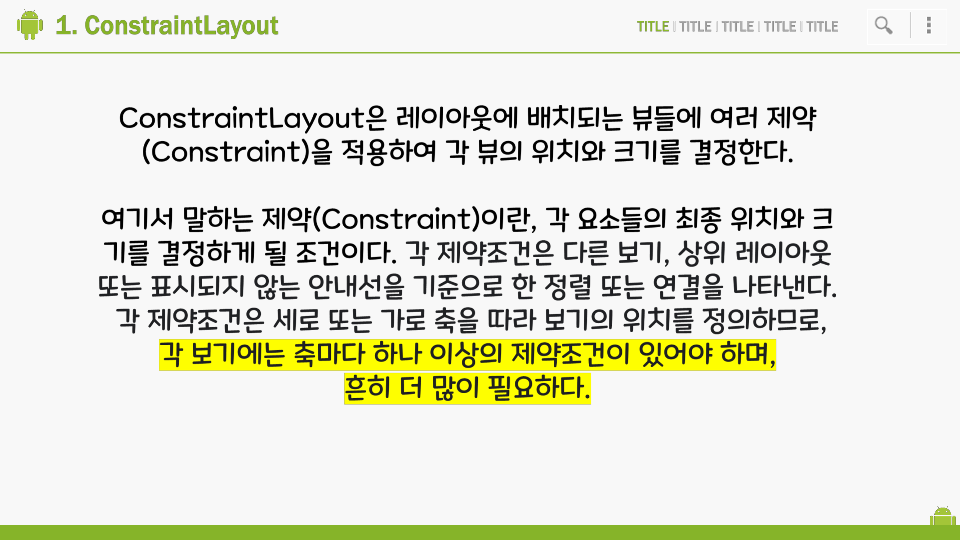 1. ConstraintLayout
TITLE | TITLE | TITLE | TITLE | TITLE
ConstraintLayout은 레이아웃에 배치되는 뷰들에 여러 제약
(Constraint)을 적용하여 각 뷰의 위치와 크기를 결정한다.
여기서 말하는 제약(Constraint)이란, 각 요소들의 최종 위치와 크
기를 결정하게 될 조건이다. 각 제약조건은 다른 보기, 상위 레이아웃
또는 표시되지 않는 안내선을 기준으로 한 정렬 또는 연결을 나타낸다.
각 제약조건은 세로 또는 가로 축을 따라 보기의 위치를 정의하므로,
각 보기에는 축마다 하나 이상의 제약조건이 있어야 하며,
흔히 더 많이 필요하다.